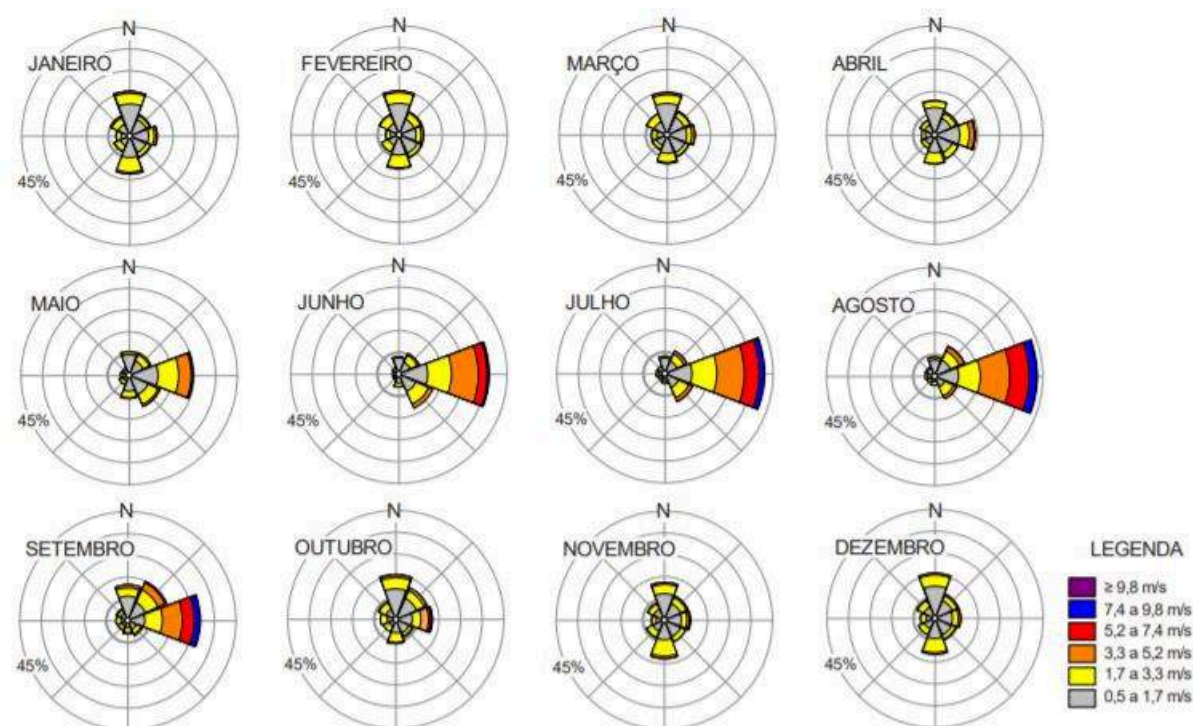 N N N N
JANEIRO FEVEREIRO MARÇO ABRIL
45% 45% 45% 45%
N N N N
MAIO JUNHO JULHO AGOSTO
45% 45% 45% 45%
N N N N
SETEMBRO OUTUBRO NOVEMBRO DEZEMBRO LEGENDA
≥ 9,8 m/s
7,4 a 9,8 m/s
5,2 a 7,4 m/s
3,3 a 5,2 m/s
1,7 a 3,3 m/s
0,5 a 1,7 m/s
45% 45% 45% 45%